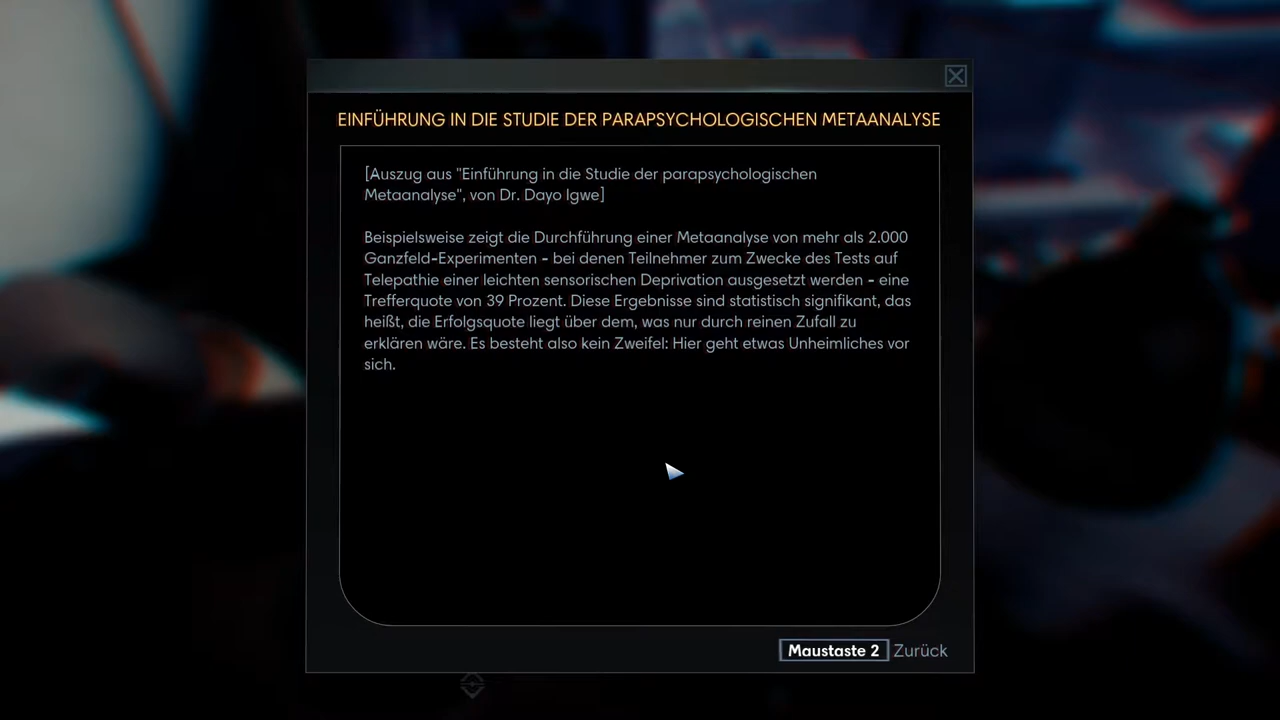 EINFÜHRUNG IN DIE STUDIE DER PARAPSYCHOLOGISCHEN METAANALYSE
[Auszug aus "Einführung in die Studie der parapsychologischen
Metaanalyse", von Dr. Dayo Igwe]
Beispielsweise zeigt die Durchführung einer Metaanalyse von mehr als 2.000
Ganzfeld-Experimenten - bei denen Teilnehmer zum Zwecke des Tests auf
Telepathie einer leichten sensorischen Deprivation ausgesetzt werden - eine
Trefferquote von 39 Prozent. Diese Ergebnisse sind statistisch signifikant, das
heißt, die Erfolgsquote liegt über dem, was nur durch reinen Zufall zu
erklären wäre. Es besteht also kein Zweifel: Hier geht etwas Unheimliches vor
sich.
Maustaste 2 Zurück